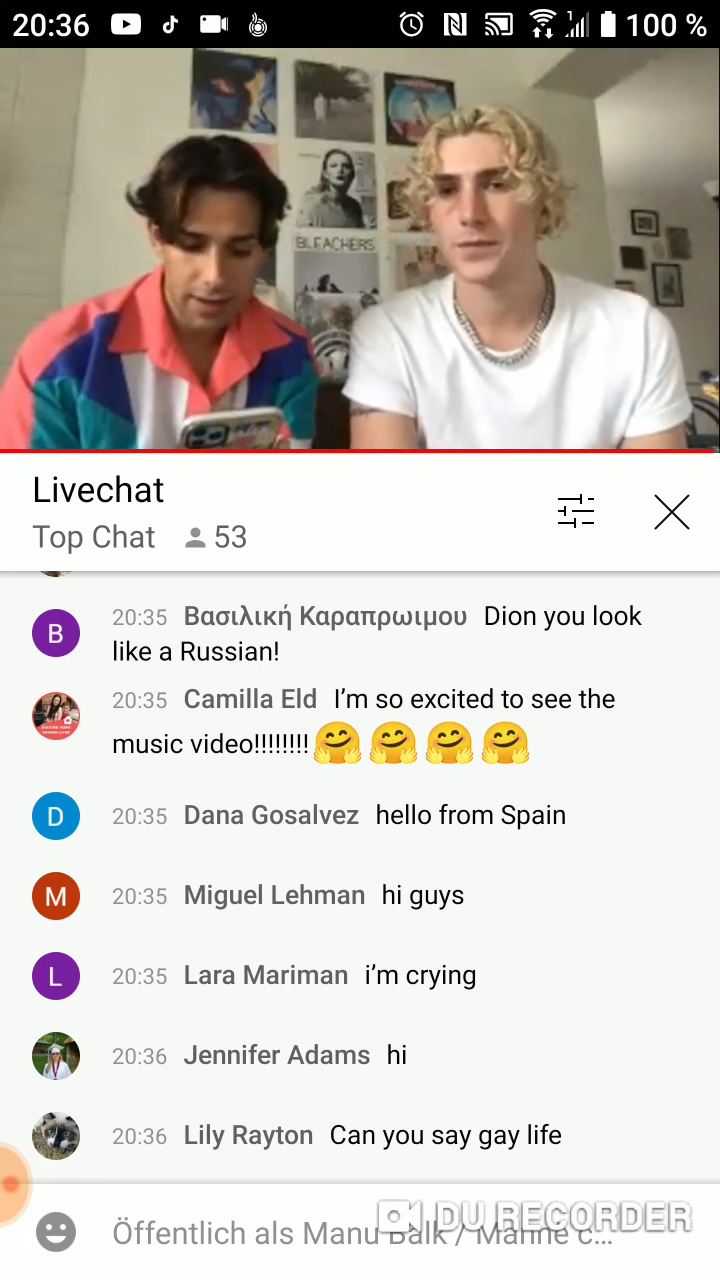 20:36
100 %
BLEACHERS
Livechat
Top Chat 53
B 20:35 Βασιλική Καραπρωιμου Dion you look
like a Russian!
20:35 Camilla Eld I’m so excited to see the
music video!!!!!!!! 🤗 🤗 🤗 🤗
D 20:35 Dana Gosalvez hello from Spain
M 20:35 Miguel Lehman hi guys
L 20:35 Lara Mariman i’m crying
20:36 Jennifer Adams hi
20:36 Lily Rayton Can you say gay life
Öffentlich als Manu Balk / Manne c...
DU RECORDER